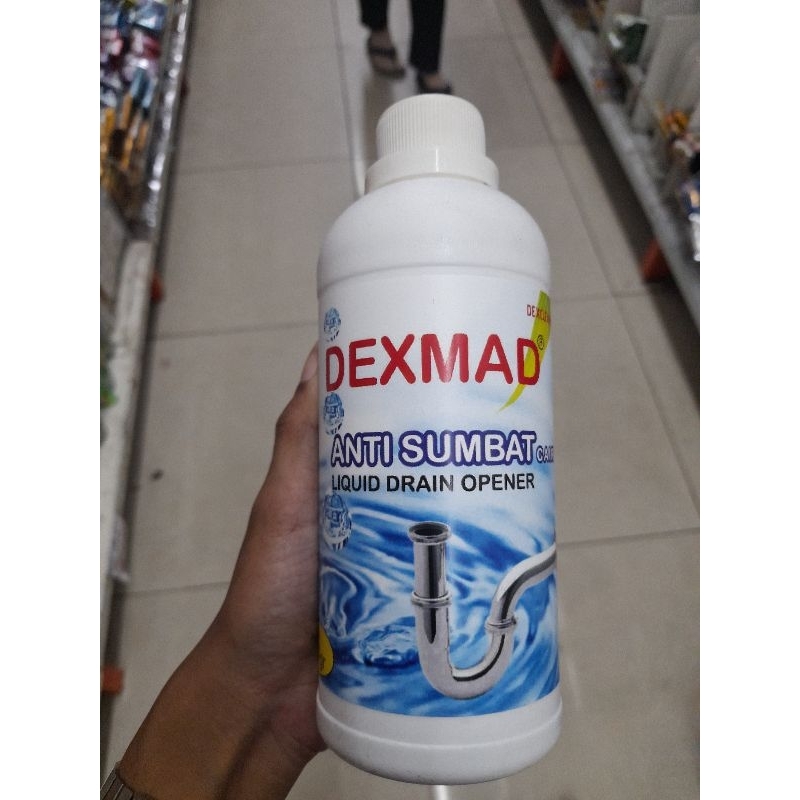 DEXMAD®
ANTI SUMBAT
LIQUID DRAIN OPENER